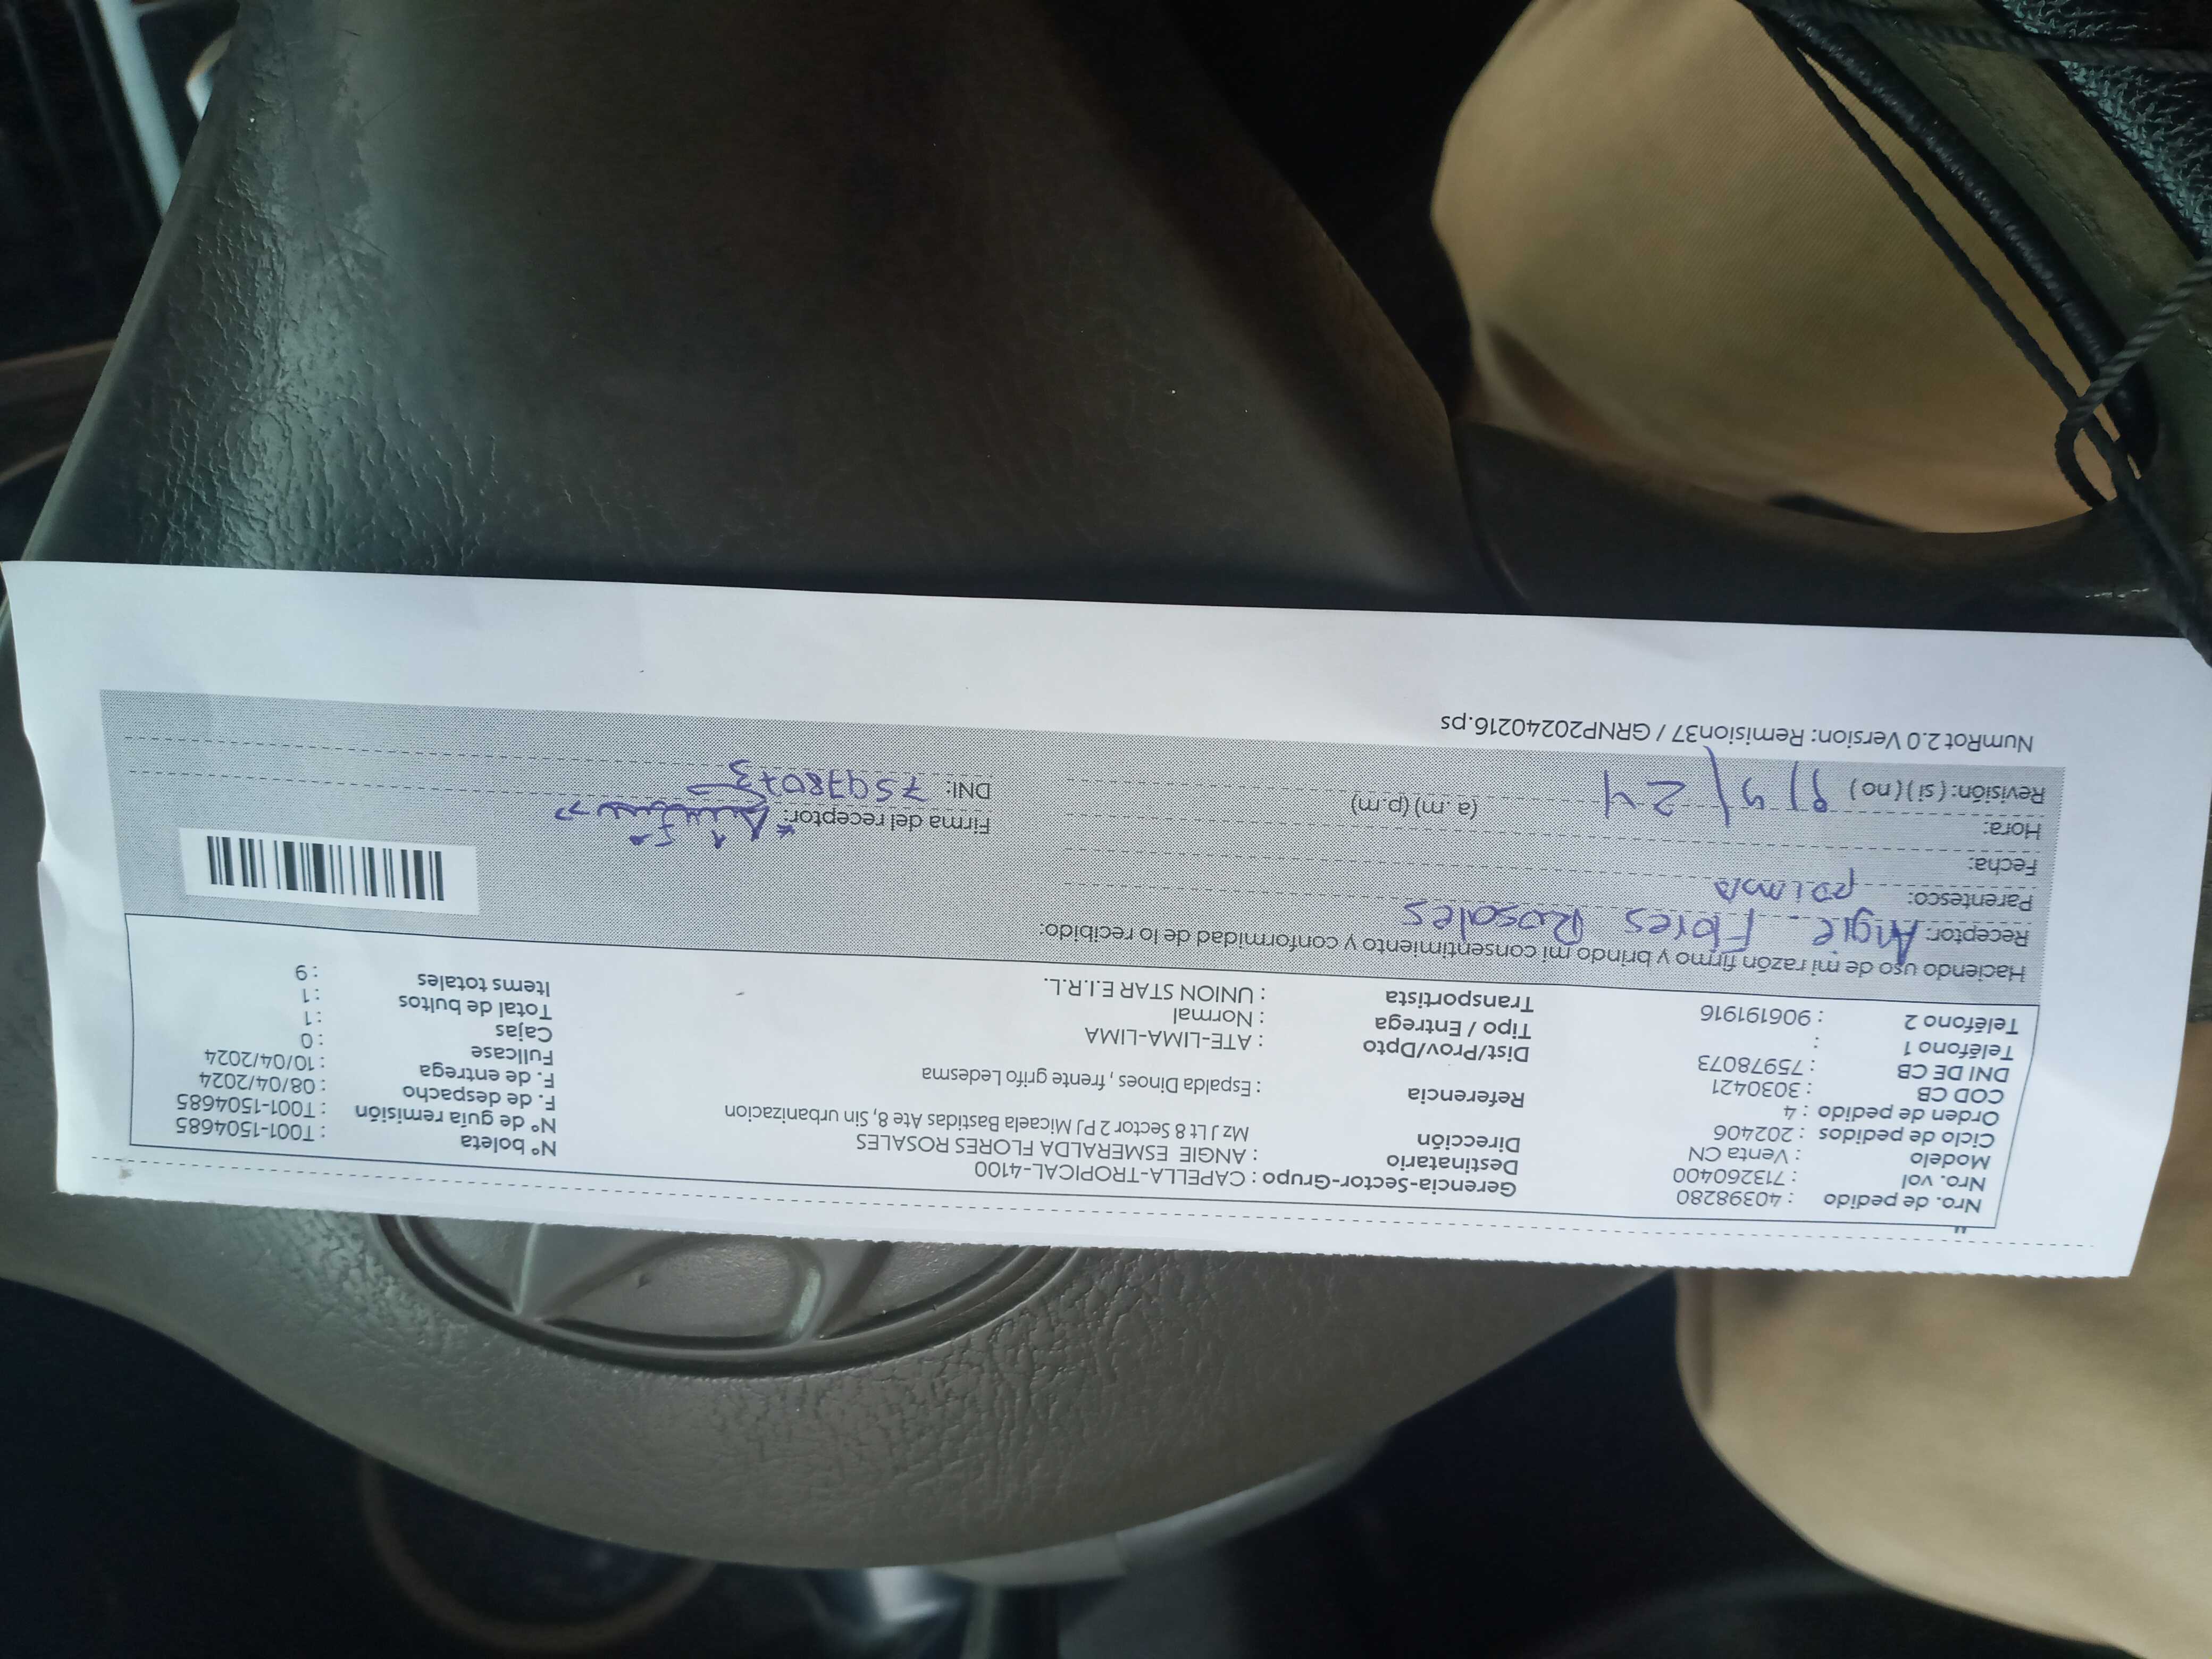 Nro. de pedido : 40398280
Nro. vol : 713260400
Modelo : Venta CN
Ciclo de pedidos : 202406
Orden de pedido : 4
COD CB : 3030421
DNI DE CB : 75978073
Teléfono 1 :
Teléfono 2 : 906191916
Gerencia-Sector-Grupo : CAPELLA-TROPICAL-4100
Destinatario : ANGIE ESMERALDA FLORES ROSALES
Dirección Mz J Lt 8 Sector 2 PJ Micaela Bastidas Ate 8, Sin urbanizacion
Referencia : Espalda Dinoes , frente grifo Ledesma
Dist/Prov/Dpto : ATE-LIMA-LIMA
Tipo / Entrega : Normal
Transportista : UNION STAR E.I.R.L.
N° boleta : T001-1504685
N° de guía remisión : T001-1504685
F. de despacho : 08/04/2024
F. de entrega : 10/04/2024
Fullcase : 0
Cajas : 1
Total de bultos : 1
Items totales : 9
Haciendo uso de mi razón firmo y brindo mi consentimiento y conformidad de lo recibido:
Receptor: Angie Flores Rosales
Parentesco:
Fecha:
Hora: (a. m) (p.m)
Revisión: (si) (no)
Firma del receptor:
DNI: 75978073
NumRot 2.0 Version: Remision37 / GRNP20240216.ps